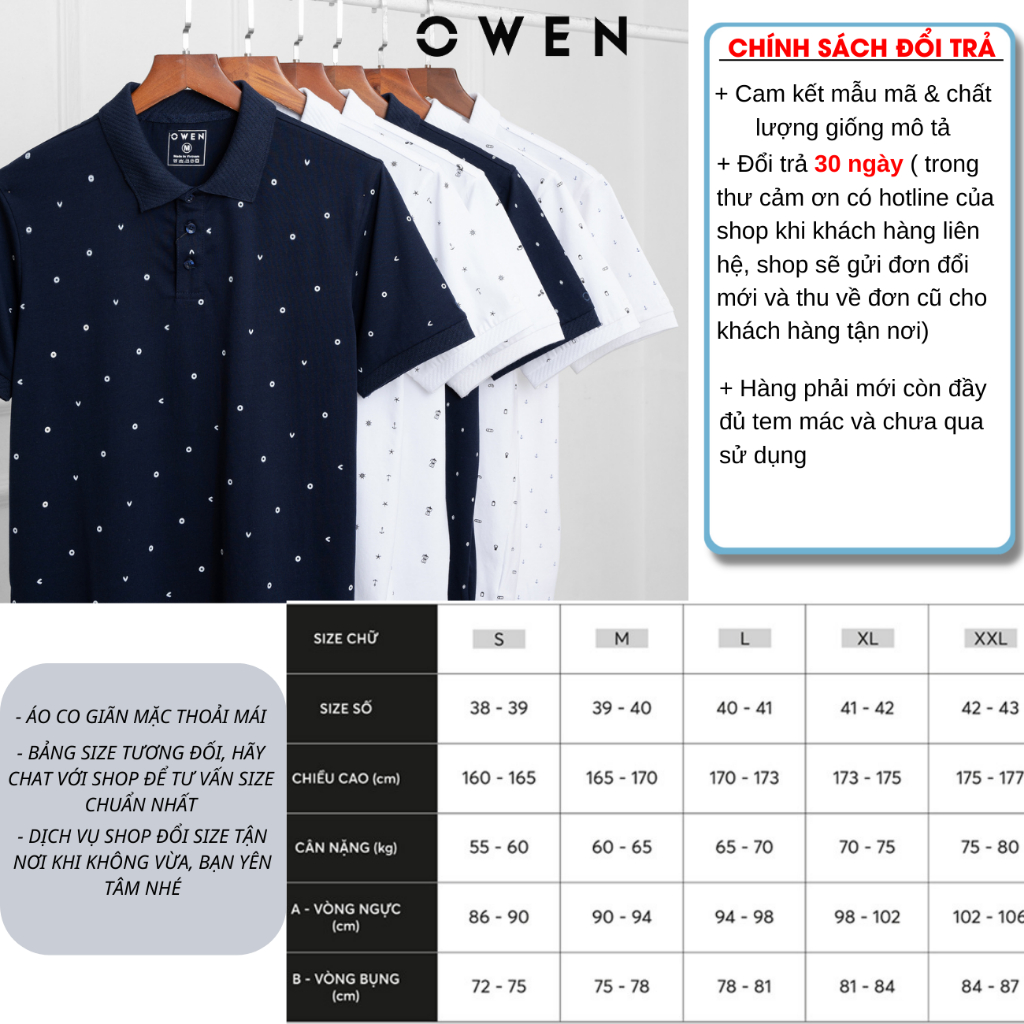 OWEN
OWEN
M
CHÍNH SÁCH ĐỔI TRẢ
+ Cam kết mẫu mã & chất
lượng giống mô tả
+ Đổi trả 30 ngày ( trong
thư cảm ơn có hotline của
shop khi khách hàng liên
hệ, shop sẽ gửi đơn đổi
mới và thu về đơn cũ cho
khách hàng tận nơi)
+ Hàng phải mới còn đầy
đủ tem mác và chưa qua
sử dụng
- ÁO CO GIÃN MẶC THOẢI MÁI
- BẢNG SIZE TƯƠNG ĐỐI, HÃY
CHAT VỚI SHOP ĐỂ TƯ VẤN SIZE
CHUẨN NHẤT
- DỊCH VỤ SHOP ĐỔI SIZE TẬN
NƠI KHI KHÔNG VỪA, BẠN YÊN
TÂM NHÉ
SIZE CHỮ S M L XL XXL
SIZE SỐ 38 - 39 39 - 40 40 - 41 41 - 42 42 - 43
CHIỀU CAO (cm) 160 - 165 165 - 170 170 - 173 173 - 175 175 - 177
CÂN NẶNG (kg) 55 - 60 60 - 65 65 - 70 70 - 75 75 - 80
A - VÒNG NGỰC
(cm) 86 - 90 90 - 94 94 - 98 98 - 102 102 - 106
B - VÒNG BỤNG
(cm) 72 - 75 75 - 78 78 - 81 81 - 84 84 - 87